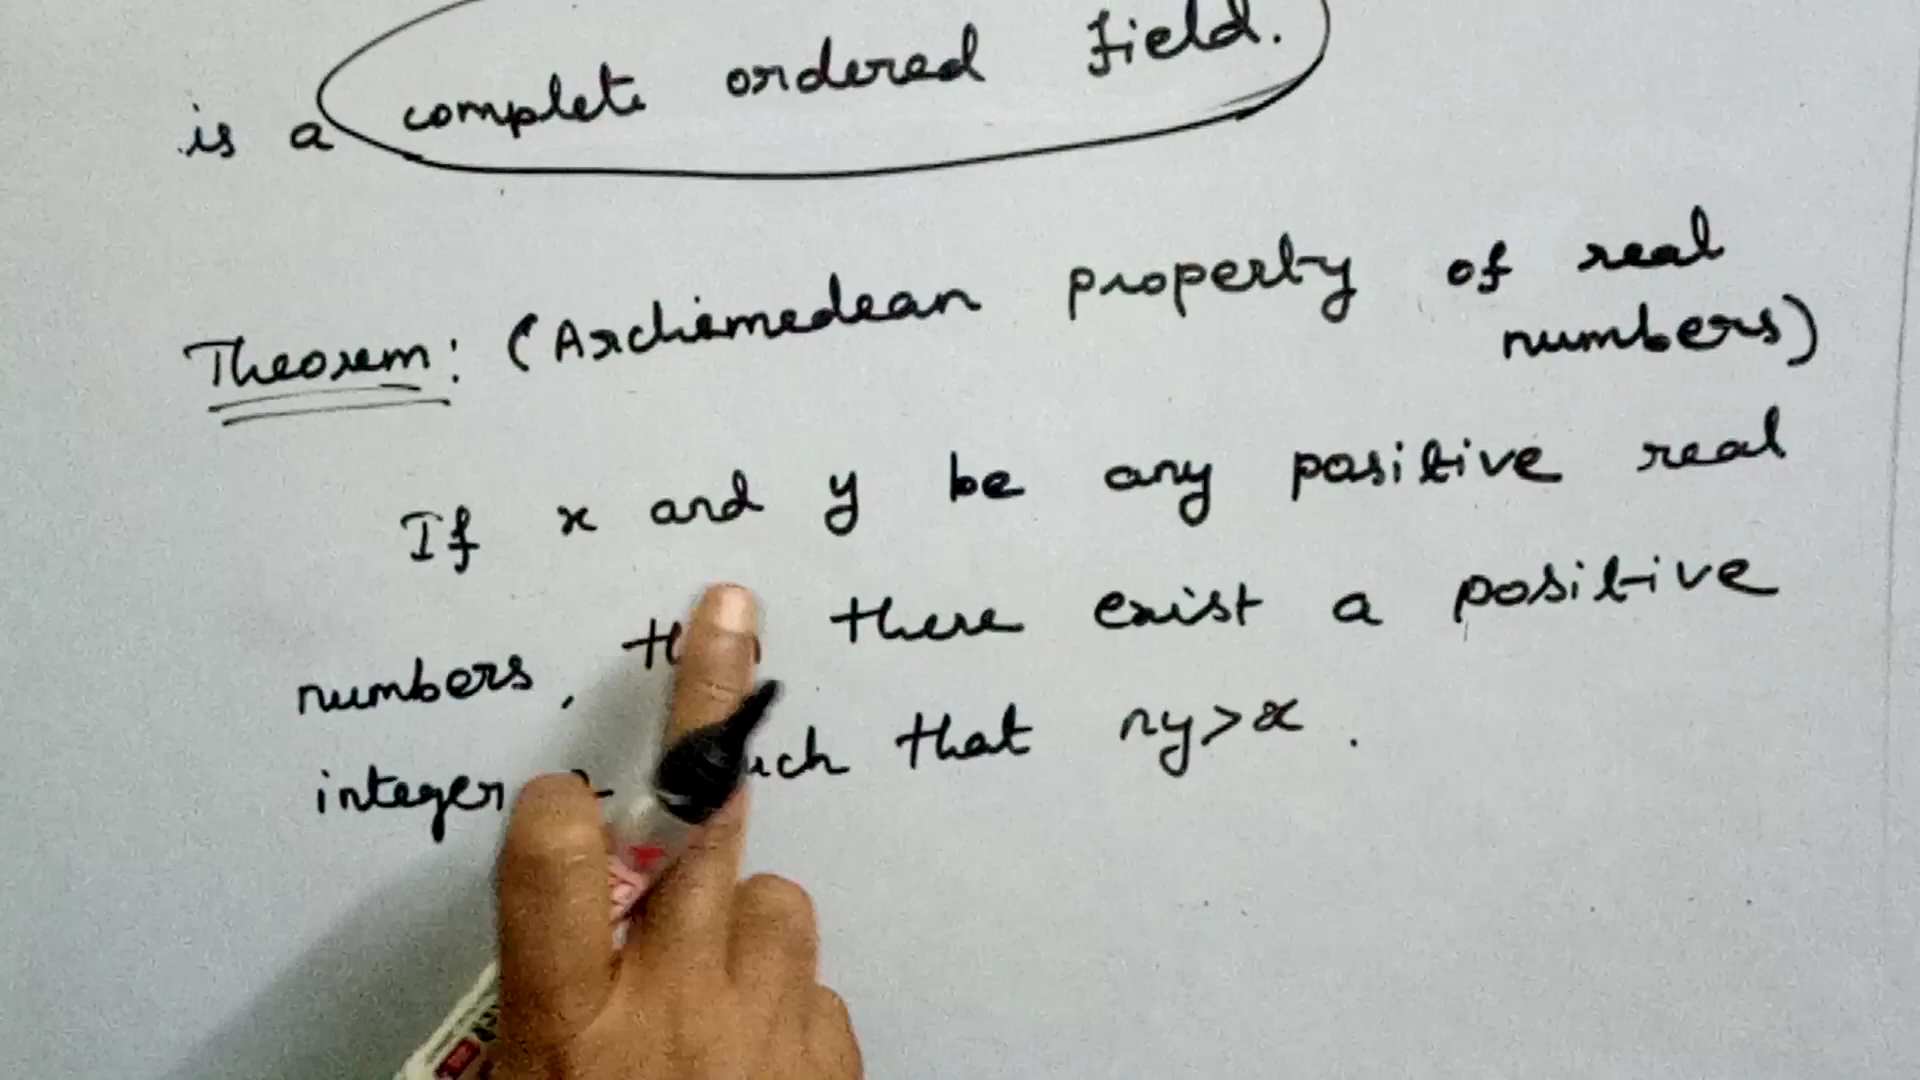 is a complete ordered field.
Theorem: (Archimedean property of real
numbers)
If x and y be any positive real
numbers, there exist a positive
integer such that ny>x.